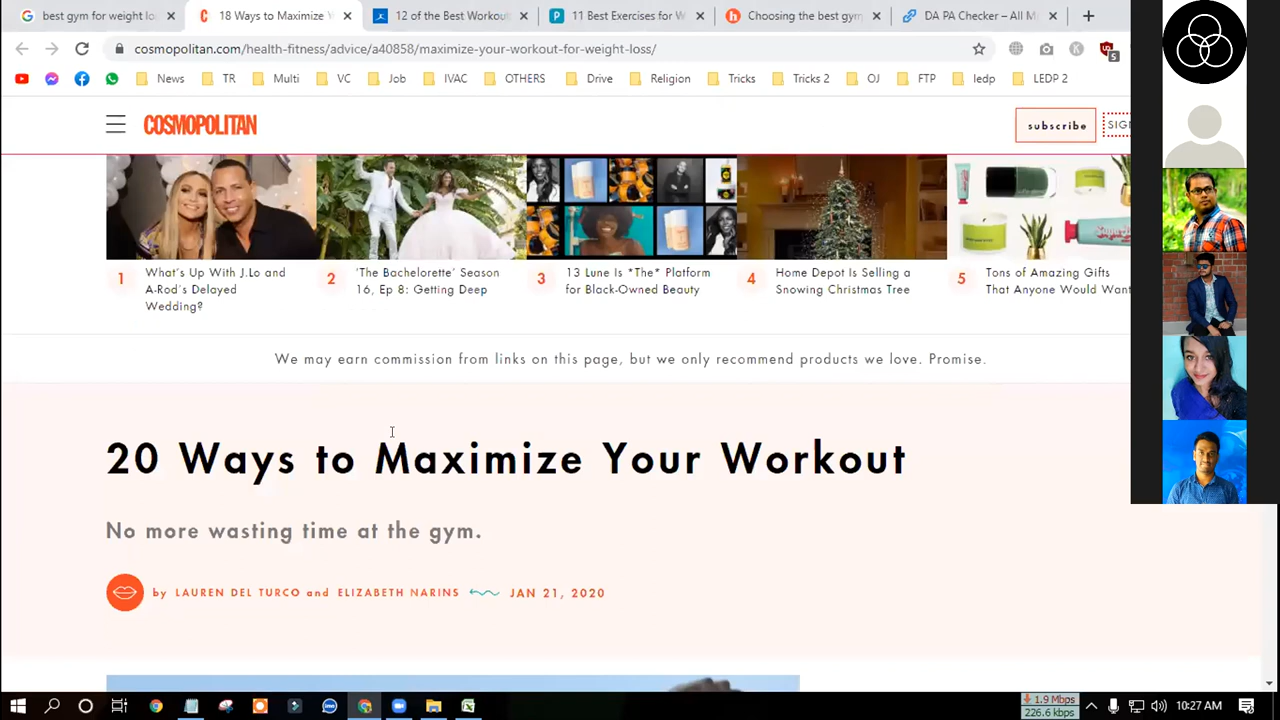 best gym for weight lo
18 Ways to Maximize
12 of the Best Workout
11 Best Exercises for W
Choosing the best gym
DA PA Checker – All M
cosmopolitan.com/health-fitness/advice/a40858/maximize-your-workout-for-weight-loss/
5
News TR Multi VC Job IVAC OTHERS Drive Religion Tricks Tricks 2 OJ FTP ledp LEDP 2
COSMOPOLITAN
subscribe
SIG
1 What's Up With J.Lo and
A-Rod's Delayed
Wedding?
2 'The Bachelorette' Season
16, Ep 8: Getting Deep
3 13 Lune Is *The* Platform
for Black-Owned Beauty
4 Home Depot Is Selling a
Snowing Christmas Tree
5 Tons of Amazing Gifts
That Anyone Would Want
We may earn commission from links on this page, but we only recommend products we love. Promise.
20 Ways to Maximize Your Workout
No more wasting time at the gym.
by LAUREN DEL TURCO and ELIZABETH NARINS JAN 21, 2020
1.9 Mbps
226.6 kbps
10:27 AM